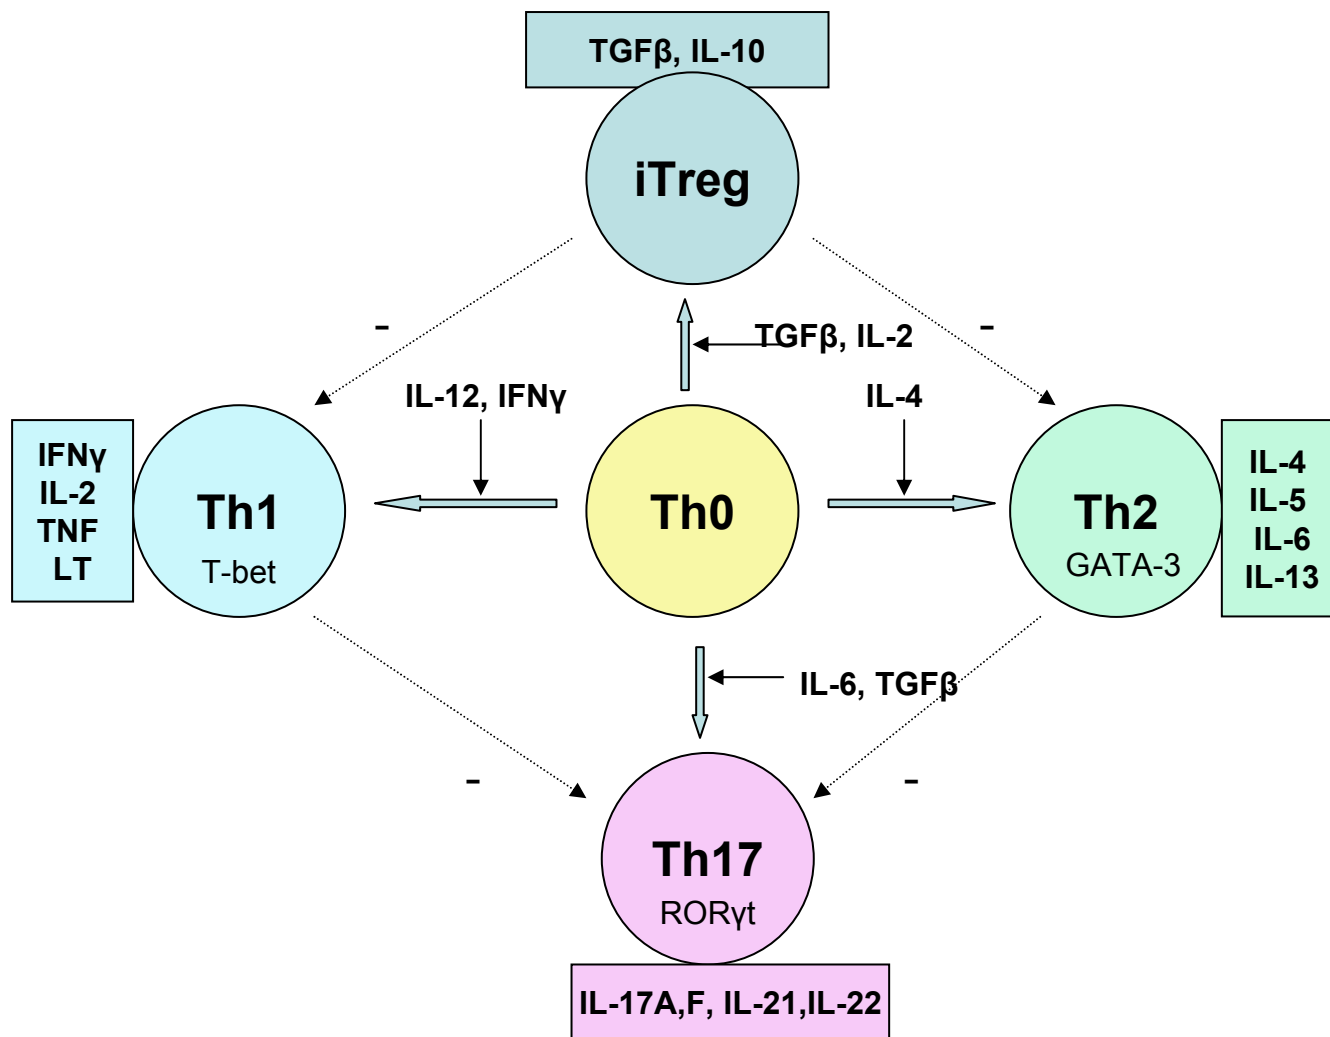 TGFβ, IL-10
iTreg
-
-
TGFβ, IL-2
IL-12, IFNγ
IL-4
IFNγ
IL-2
TNF
LT
Th1
T-bet
Th0
Th2
GATA-3
IL-4
IL-5
IL-6
IL-13
IL-6, TGFβ
-
-
Th17
RORγt
IL-17A,F, IL-21,IL-22